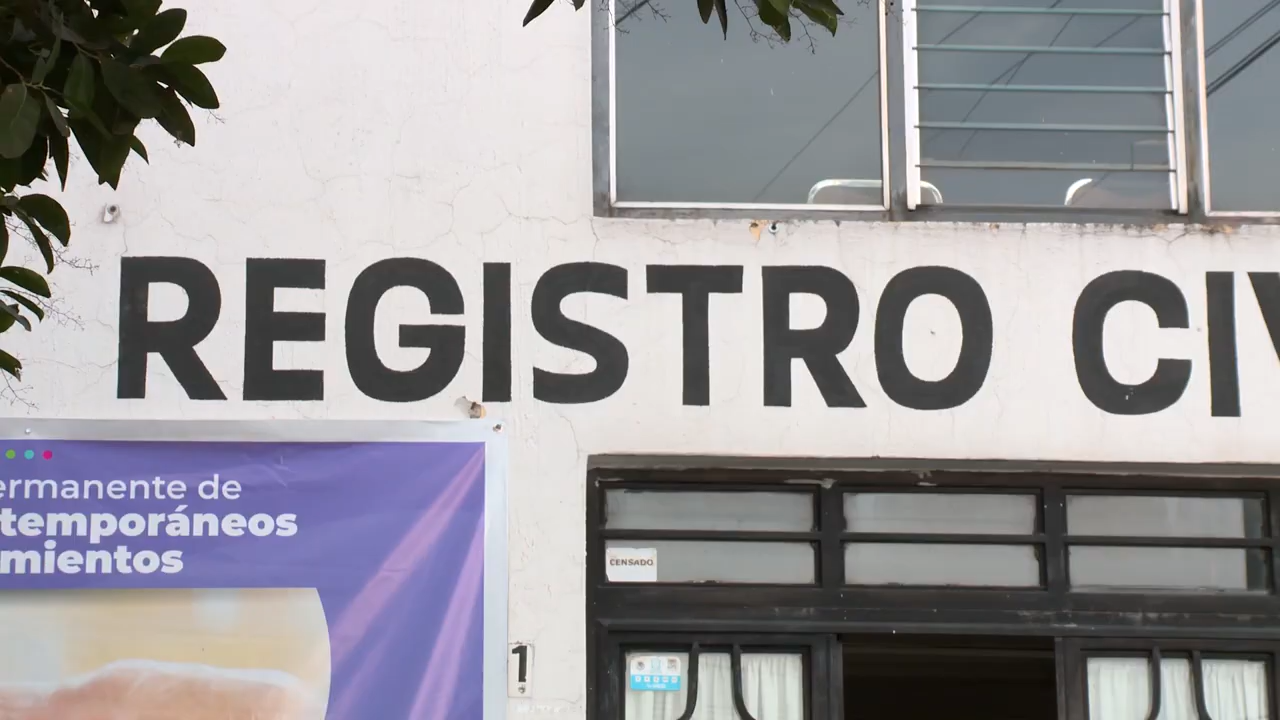 REGISTRO CIV
ermanente de
temporáneos
mientos
CENSADO
1